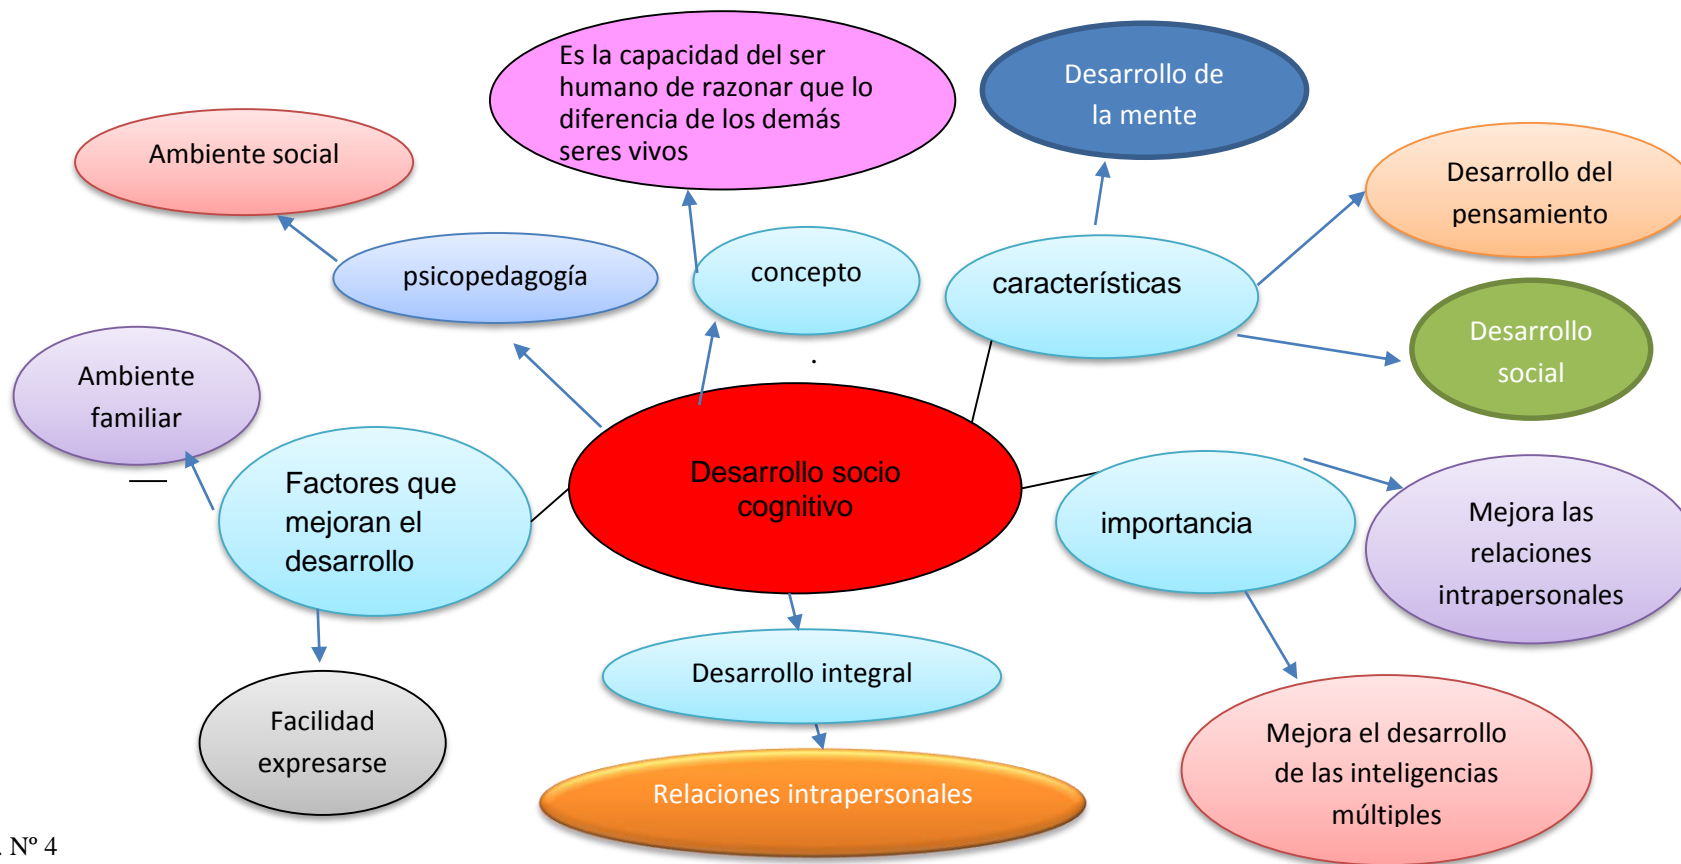 Es la capacidad del ser
humano de razonar que lo
diferencia de los demás
seres vivos
Desarrollo de
la mente
Ambiente social
Desarrollo del
pensamiento
psicopedagogía
concepto
característísticas
Desarrollo
social
.
Ambiente
familiar
Factores que
mejoran el
desarrollo
Desarrollo socio
cognitivo
importancia
Mejora las
relaciones
intrapersonales
Desarrollo integral
Facilidad
expresarse
Relaciones intrapersonales
Mejora el desarrollo
de las inteligencias
múltiples
. Nº 4